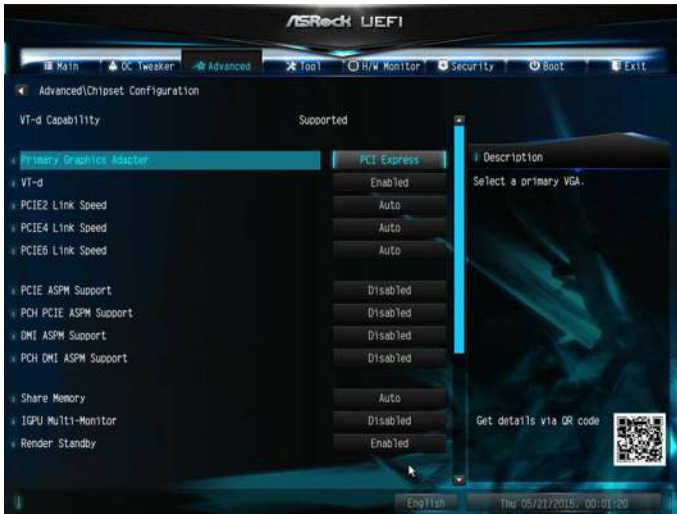 ASRock UEFI
Main OC Tweaker Advanced Tool H/W Monitor Security Boot Exit
Advanced\Chipset Configuration
VT-d Capability Supported
Primary Graphics Adapter PCI Express
Description
VT-d Enabled
Select a primary VGA.
PCIE2 Link Speed Auto
PCIE4 Link Speed Auto
PCIE6 Link Speed Auto
PCIE ASPM Support Disabled
PCH PCIE ASPM Support Disabled
DMI ASPM Support Disabled
PCH DMI ASPM Support Disabled
Share Memory Auto
IGPU Multi-Monitor Disabled
Get details via QR code
Render Standby Enabled
English
Thu 05/21/2015. 00:01:20